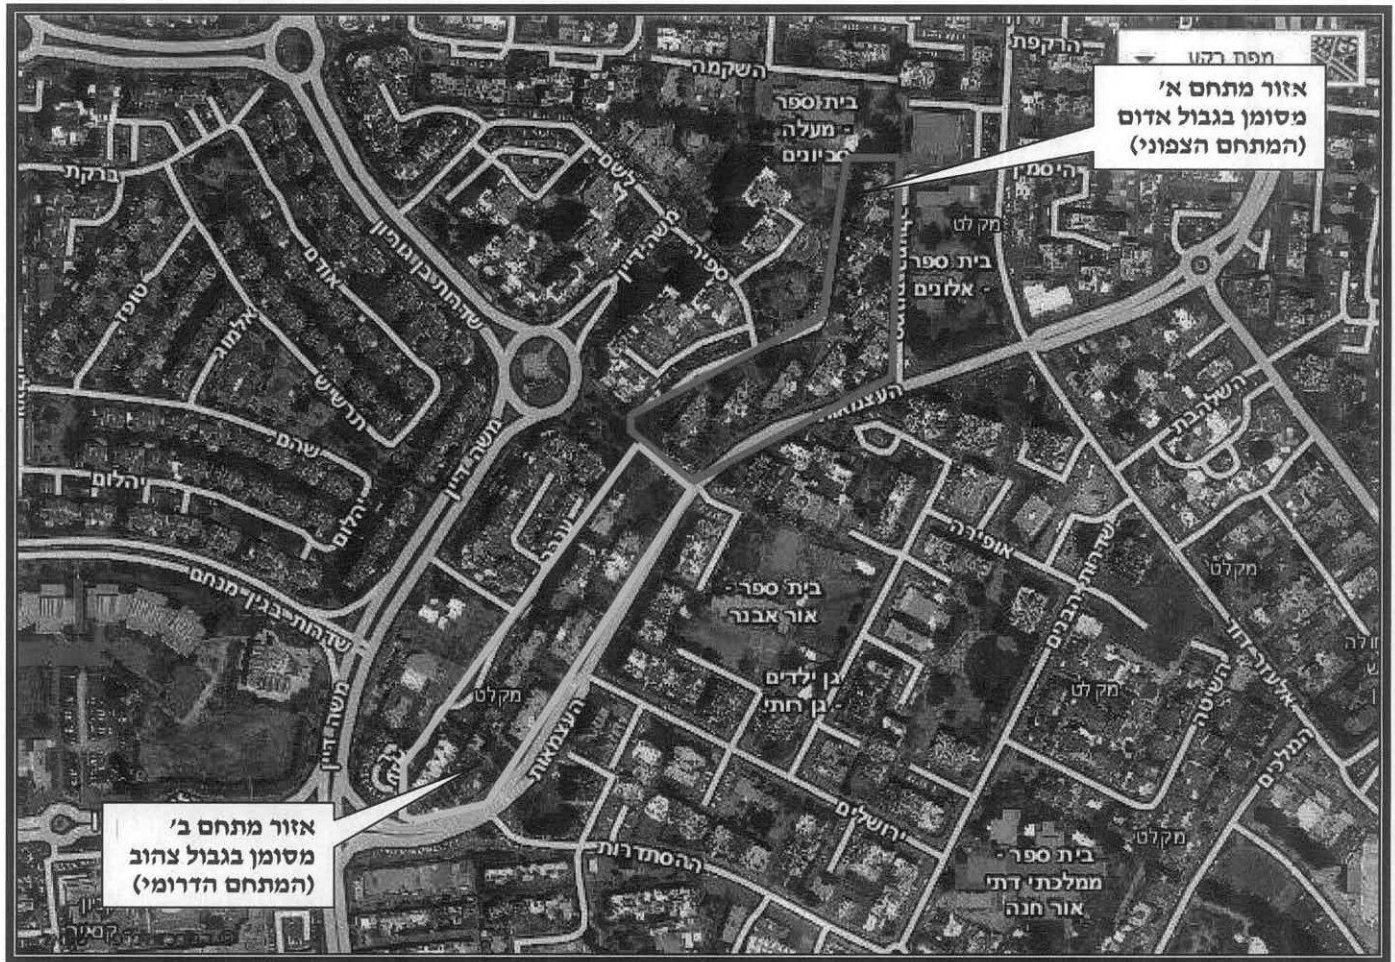 מפת רקע
אזור מתחם א'
מסומן בגבול אדום
(המתחם הצפוני)
הרקפת
השקמה
בית ספר
- מעלה
היסמין
לשם
ברקת
מקלט
משה דיין
ספיר
שדרות בן גוריון
אודם
בית ספר
אלונים -
טופז
אלמוג
תרשיש
העצמאות
השלהבת
משה דיין
שהם
יהלום
יהלום
ענבר
אופירה
שדרות הבנים
שדרות בגין מנחם
בית ספר -
אור אבנר
מקלט
אלעזר דוד
גן ילדים
- גן רותי
מקלט
מקלט
השיטה
משה דיין
העצמאות
המלכים
אזור מתחם ב'
מסומן בגבול צהוב
(המתחם הדרומי)
ירושלים
מקלט
ההסתדרות
בית ספר -
ממלכתי דתי
אור חנה